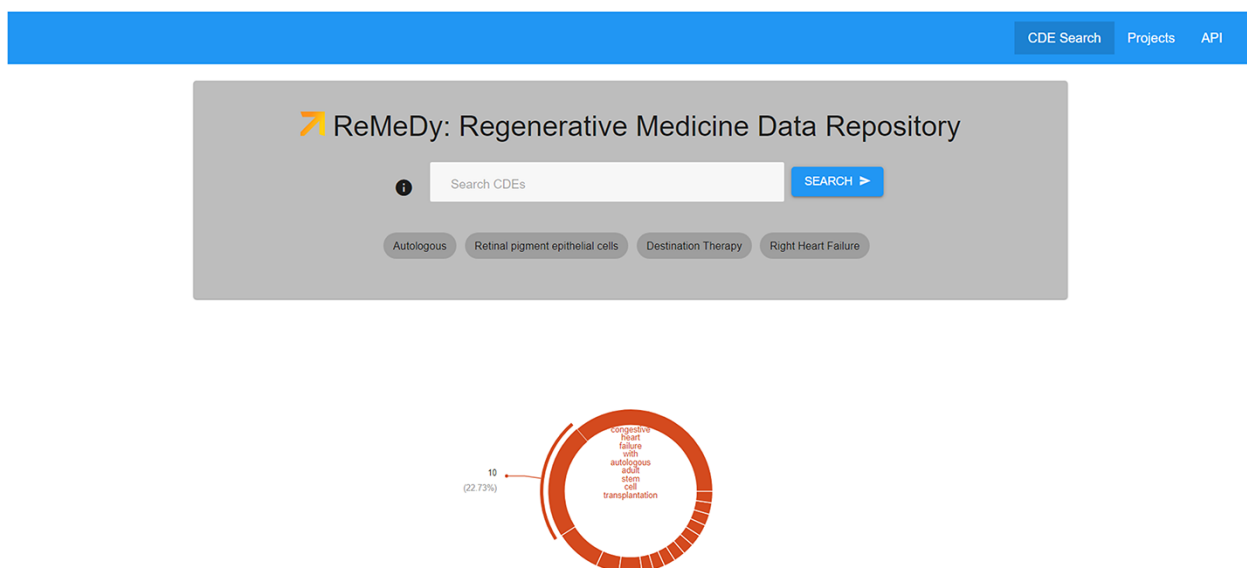 CDE Search Projects API
ReMeDy: Regenerative Medicine Data Repository
Search CDEs SEARCH
Autologous Retinal pigment epithelial cells Destination Therapy Right Heart Failure
congestive
heart
failure
with
autologous
adult
stem
cell
transplantation
10
(22.73%)